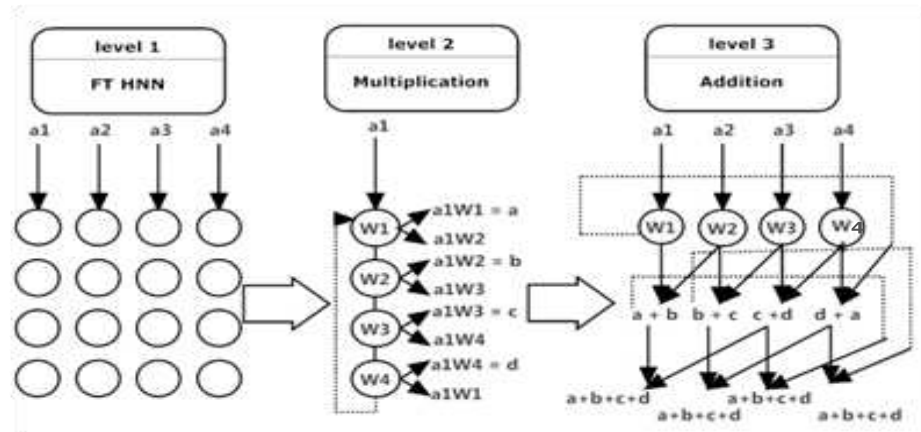 level 1
FT HNN
a1 a2 a3 a4
level 2
Multiplication
a1
W1
a1W1 = a
a1W2
W2
a1W2 = b
a1W3
W3
a1W3 = c
a1W4
W4
a1W4 = d
a1W1
level 3
Addition
a1 a2 a3 a4
W1 W2 W3 W4
a + b b + c c +d d + a
a+b+c+d a+b+c+d
a+b+c+d a+b+c+d